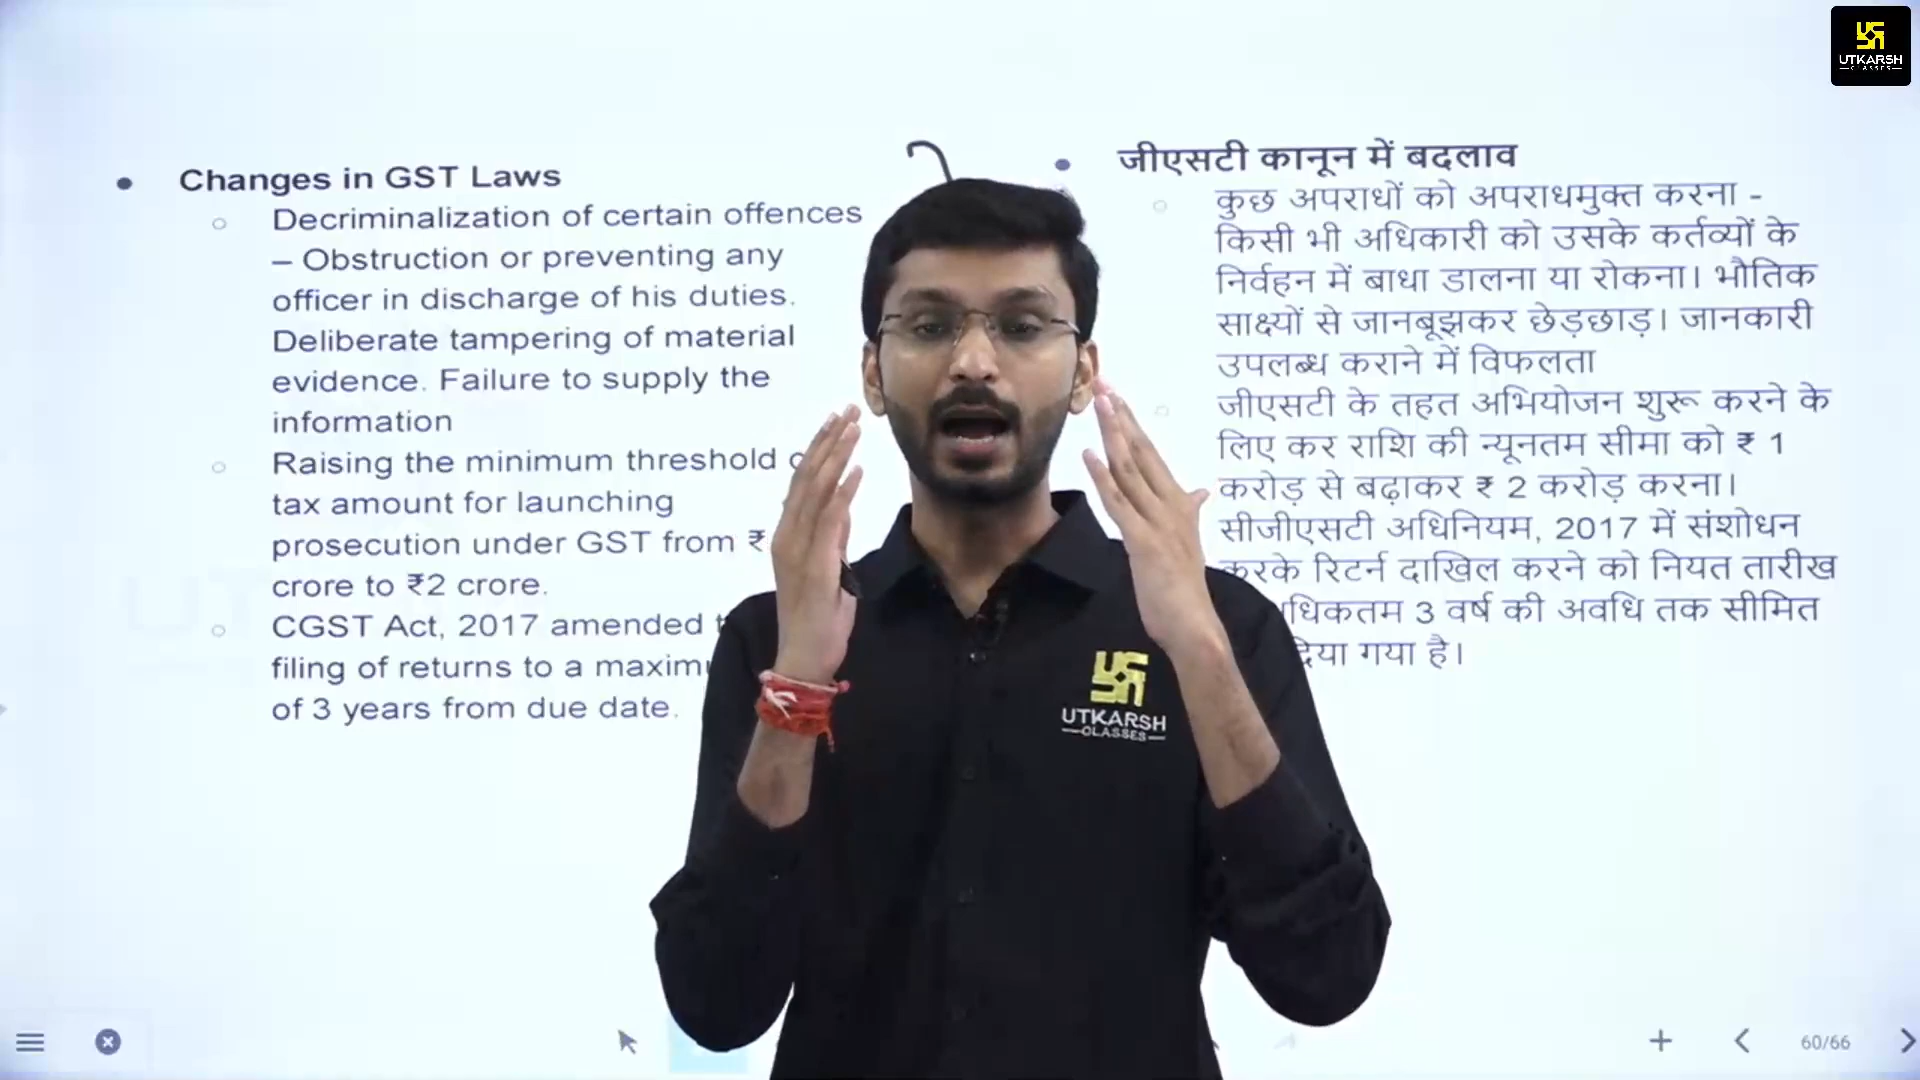 UTKARSH
CLASSES
Changes in GST Laws
Decriminalization of certain offences
– Obstruction or preventing any
officer in discharge of his duties.
Deliberate tampering of material
evidence. Failure to supply the
information
Raising the minimum threshold
tax amount for launching
prosecution under GST from ₹
crore to ₹2 crore.
CGST Act, 2017 amended
filing of returns to a
of 3 years from due date.
जीएसटी कानून में बदलाव
कुछ अपराधों को अपराधमुक्त करना -
किसी भी अधिकारी को उसके कर्तव्यों के
निर्वहन में बाधा डालना या रोकना। भौतिक
साक्ष्यों से जानबूझकर छेड़छाड़। जानकारी
उपलब्ध कराने में विफलता
जीएसटी के तहत अभियोजन शुरू करने के
लिए कर राशि की न्यूनतम सीमा को ₹ 1
करोड़ से बढ़ाकर ₹ 2 करोड़ करना।
सीजीएसटी अधिनियम, 2017 में संशोधन
करके रिटर्न दाखिल करने को नियत तारीख
3 वर्ष की अवधि तक सीमित
गया है।
UTKARSH
CLASSES
60/66